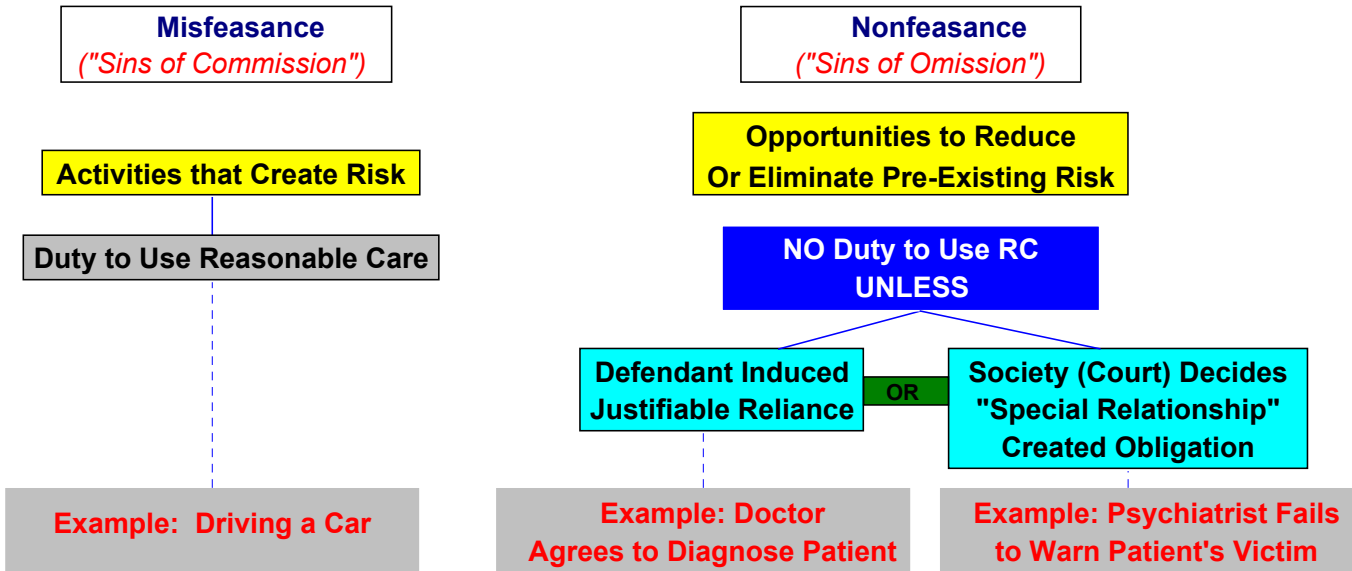 Misfeasance
("Sins of Commission")
Activities that Create Risk
Duty to Use Reasonable Care
Example: Driving a Car
Nonfeasance
("Sins of Omission")
Opportunities to Reduce
Or Eliminate Pre-Existing Risk
NO Duty to Use RC
UNLESS
Defendant Induced
Justifiable Reliance
OR
Society (Court) Decides
"Special Relationship"
Created Obligation
Example: Doctor
Agrees to Diagnose Patient
Example: Psychiatrist Fails
to Warn Patient's Victim